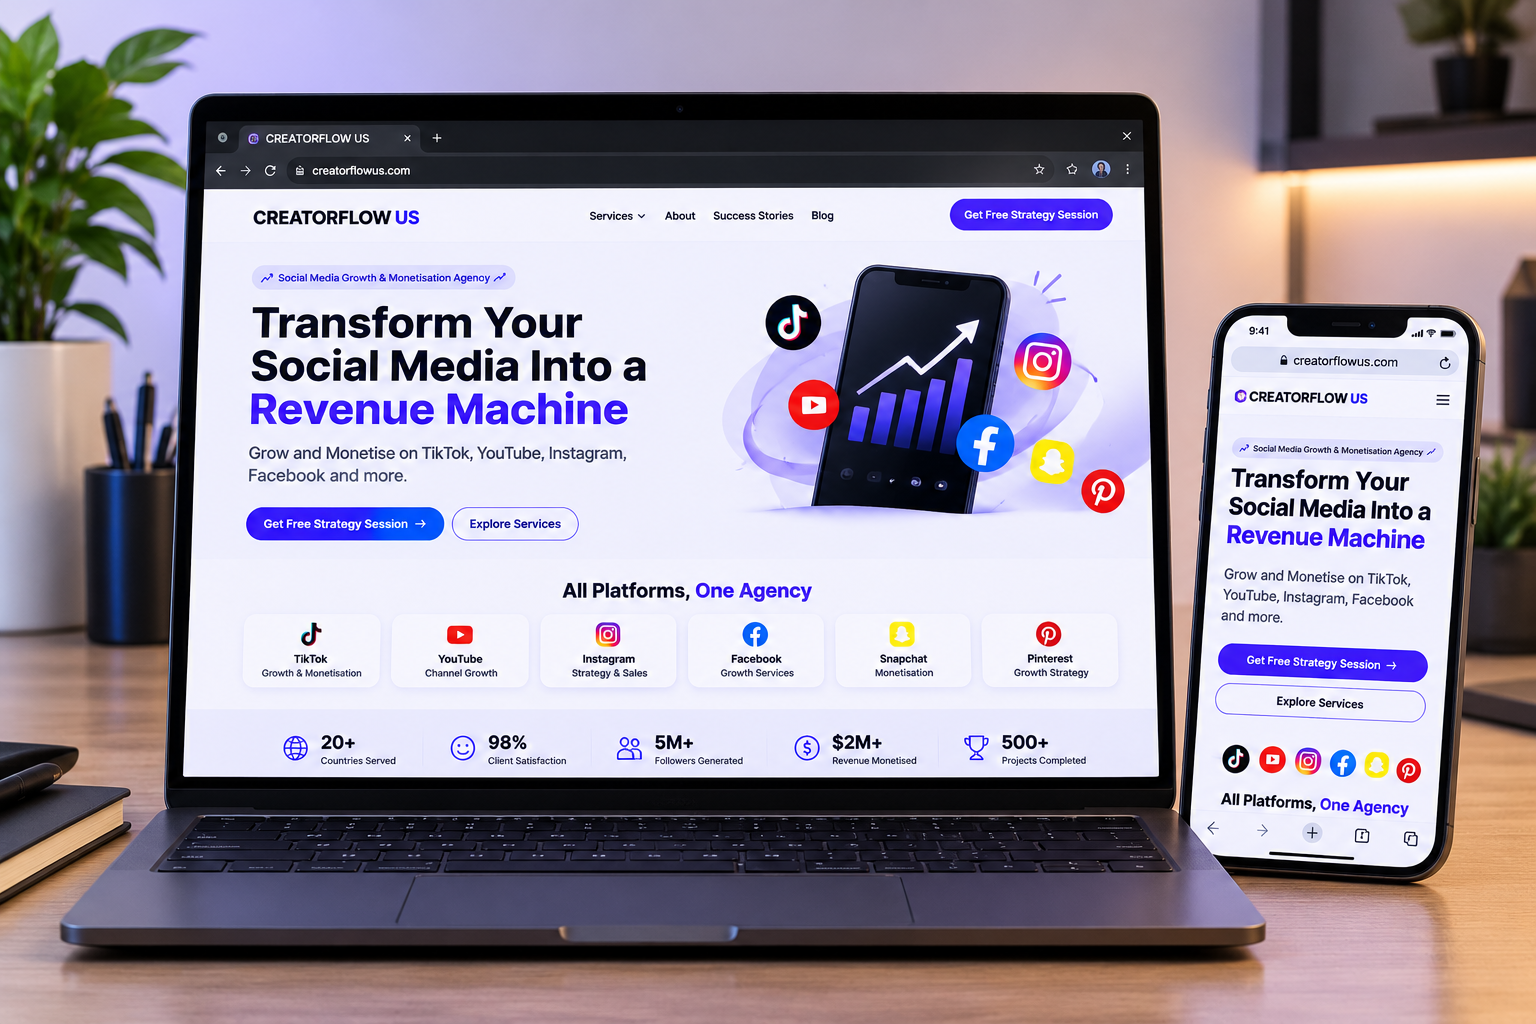 CREATORFLOW US
creatorflowus.com
CREATORFLOW US
Services
About
Success Stories
Blog
Get Free Strategy Session
Social Media Growth & Monetisation Agency
Transform Your
Social Media Into a
Revenue Machine
Grow and Monetise on TikTok, YouTube, Instagram,
Facebook and more.
Get Free Strategy Session →
Explore Services
All Platforms, One Agency
TikTok
Growth & Monetisation
YouTube
Channel Growth
Instagram
Strategy & Sales
Facebook
Growth Services
Snapchat
Monetisation
Pinterest
Growth Strategy
20+
Countries Served
98%
Client Satisfaction
5M+
Followers Generated
$2M+
Revenue Monetised
500+
Projects Completed
9:41
creatorflowus.com
CREATORFLOW US
Social Media Growth & Monetisation Agency
Transform Your
Social Media Into a
Revenue Machine
Grow and Monetise on TikTok,
YouTube, Instagram, Facebook
and more.
Get Free Strategy Session →
Explore Services
All Platforms, One Agency